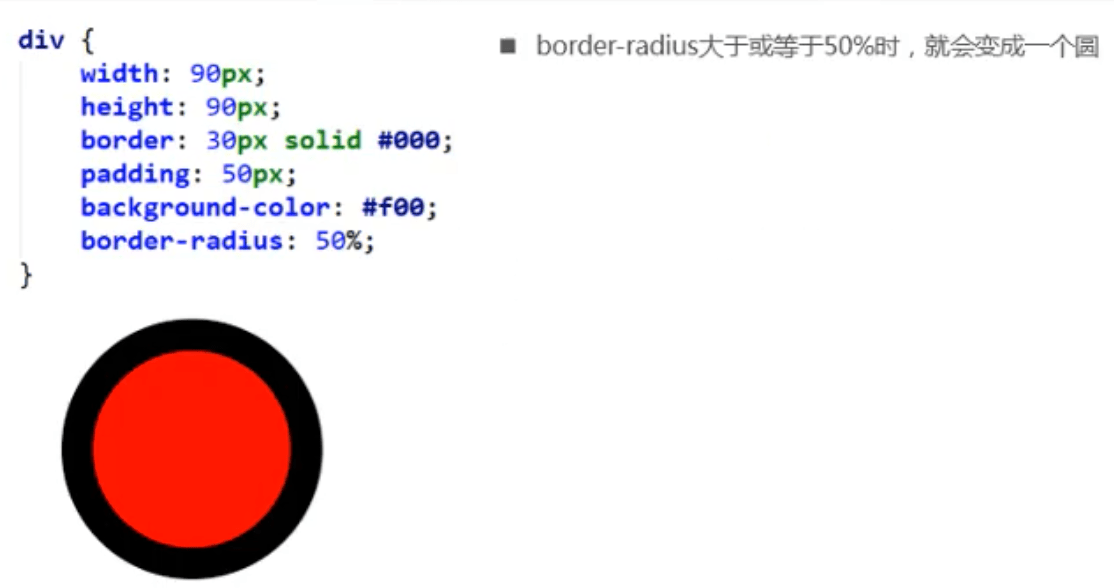 div {
    width: 90px;
    height: 90px;
    border: 30px solid #000;
    padding: 50px;
    background-color: #f00;
    border-radius: 50%;
}
■ border-radius大于或等于50%时，就会变成一个圆